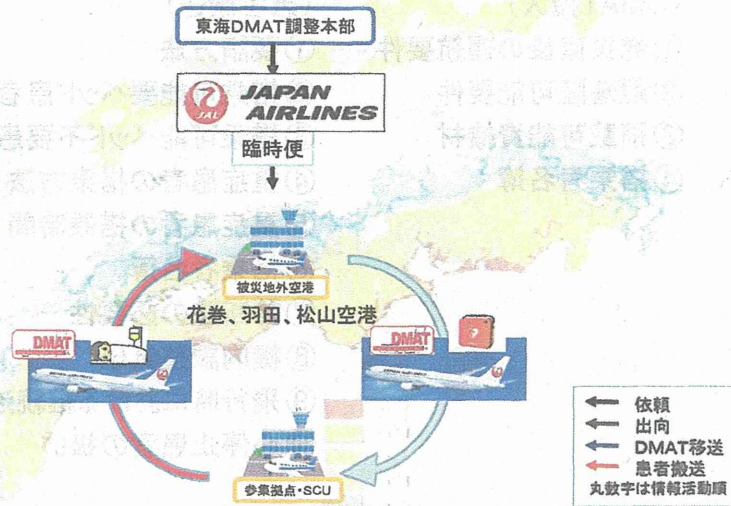 東海DMAT調整本部
JAL
JAPAN
AIRLINES
臨時便
被災地外空港
花巻、羽田、松山空港
DMAT
DMAT
参集拠点・SCU
依頼
出向
DMAT移送
患者搬送
丸数字は情報活動順